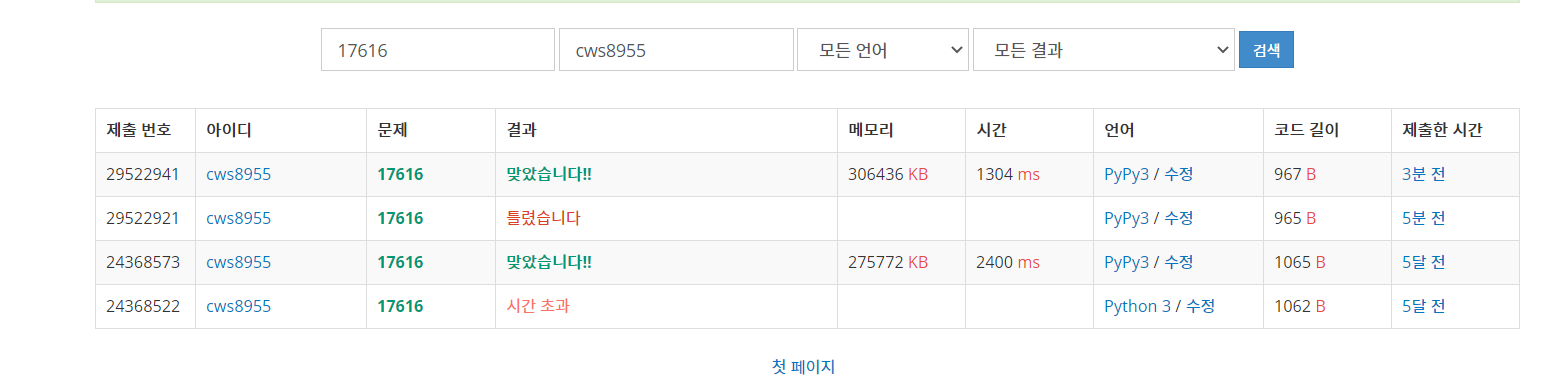 17616 cws8955 모든 언어 모든 결과 검색
제출 번호 아이디 문제 결과 메모리 시간 언어 코드 길이 제출한 시간
29522941 cws8955 17616 맞았습니다!! 306436 KB 1304 ms PyPy3 / 수정 967 B 3분 전
29522921 cws8955 17616 틀렸습니다 PyPy3 / 수정 965 B 5분 전
24368573 cws8955 17616 맞았습니다!! 275772 KB 2400 ms PyPy3 / 수정 1065 B 5달 전
24368522 cws8955 17616 시간 초과 Python 3 / 수정 1062 B 5달 전
첫 페이지